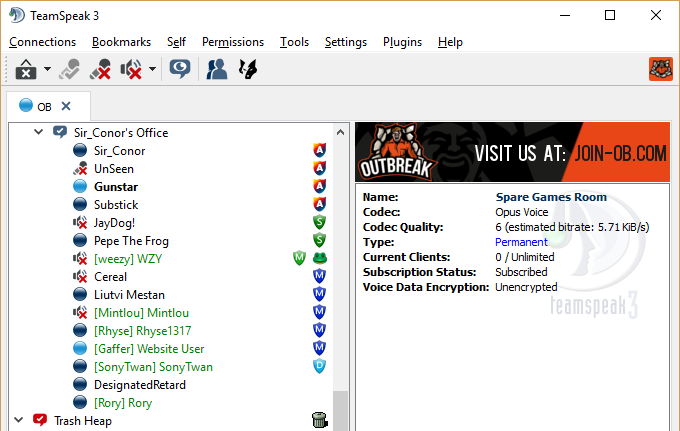 TeamSpeak 3
Connections Bookmarks Self Permissions Tools Settings Plugins Help
OB
Sir_Conor's Office
Sir_Conor
A
UnSeen
A
Gunstar
A
Substick
A
JayDog!
S
Pepe The Frog
S
[weezy] WZY
M
Cereal
M
Liutvi Mestan
M
[Mintlou] Mintlou
M
[Rhyse] Rhyse1317
M
[Gaffer] Website User
M
[SonyTwan] SonyTwan
D
DesignatedRetard
[Rory] Rory
Trash Heap
OUTBREAK
VISIT US AT: JOIN-OB.COM
Name: Spare Games Room
Codec: Opus Voice
Codec Quality: 6 (estimated bitrate: 5.71 KiB/s)
Type: Permanent
Current Clients: 0 / Unlimited
Subscription Status: Subscribed
Voice Data Encryption: Unencrypted
teamspeak3